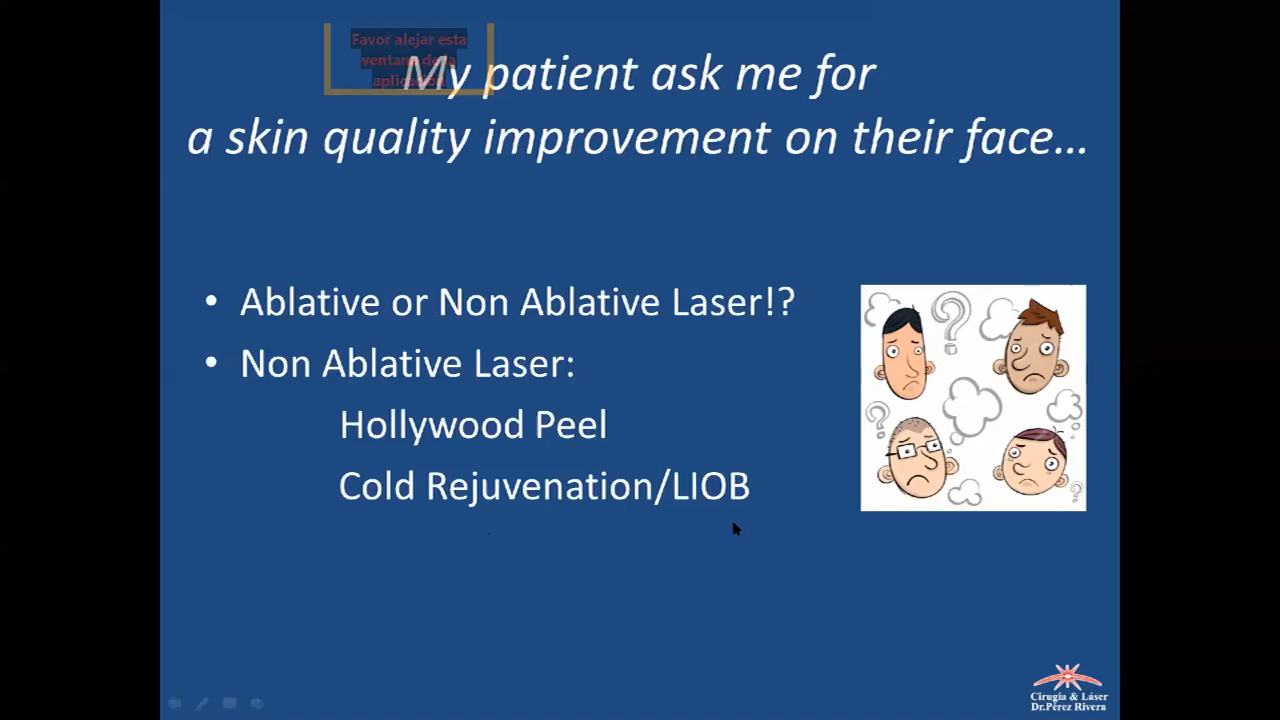 Favor alejar esta
ventana de la
aplicación
My patient ask me for
a skin quality improvement on their face...
• Ablative or Non Ablative Laser!?
• Non Ablative Laser:
Hollywood Peel
Cold Rejuvenation/LIOB
Cirugía & Láser
Dr.Pérez Rivera